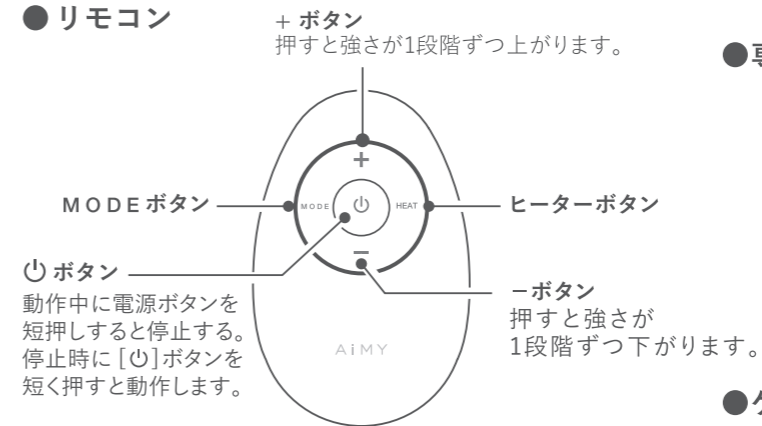 ● リモコン
+ ボタン
押すと強さが1段階ずつ上がります。
MODEボタン
+
MODE
HEAT
−
ヒーターボタン
⏻ ボタン
動作中に電源ボタンを
短押しすると停止する。
停止時に [⏻]ボタンを
短く押すと動作します。
−ボタン
押すと強さが
1段階ずつ下がります。
AiMY
●
●